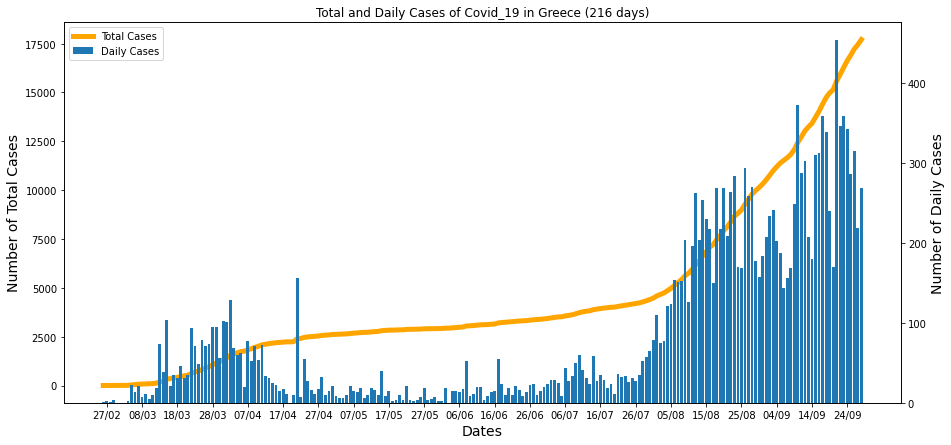 Total and Daily Cases of Covid_19 in Greece (216 days)
Total Cases
Daily Cases
Number of Total Cases
17500
15000
12500
10000
7500
5000
2500
0
Number of Daily Cases
400
300
200
100
0
27/02 08/03 18/03 28/03 07/04 17/04 27/04 07/05 17/05 27/05 06/06 16/06 26/06 06/07 16/07 26/07 05/08 15/08 25/08 04/09 14/09 24/09
Dates